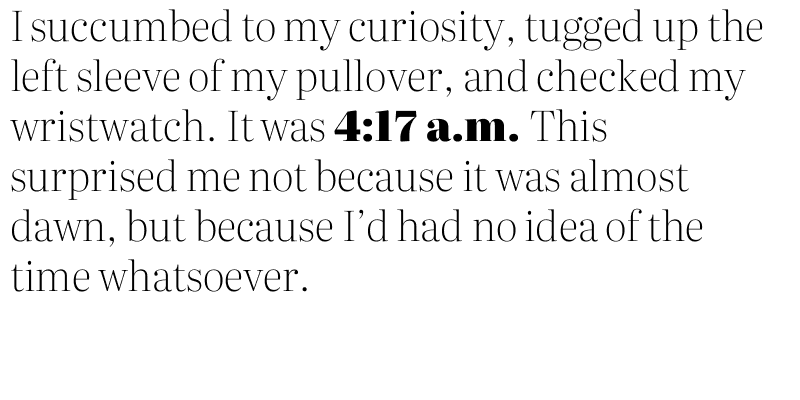 I succumbed to my curiosity, tugged up the
left sleeve of my pullover, and checked my
wristwatch. It was 4:17 a.m. This
surprised me not because it was almost
dawn, but because I’d had no idea of the
time whatsoever.